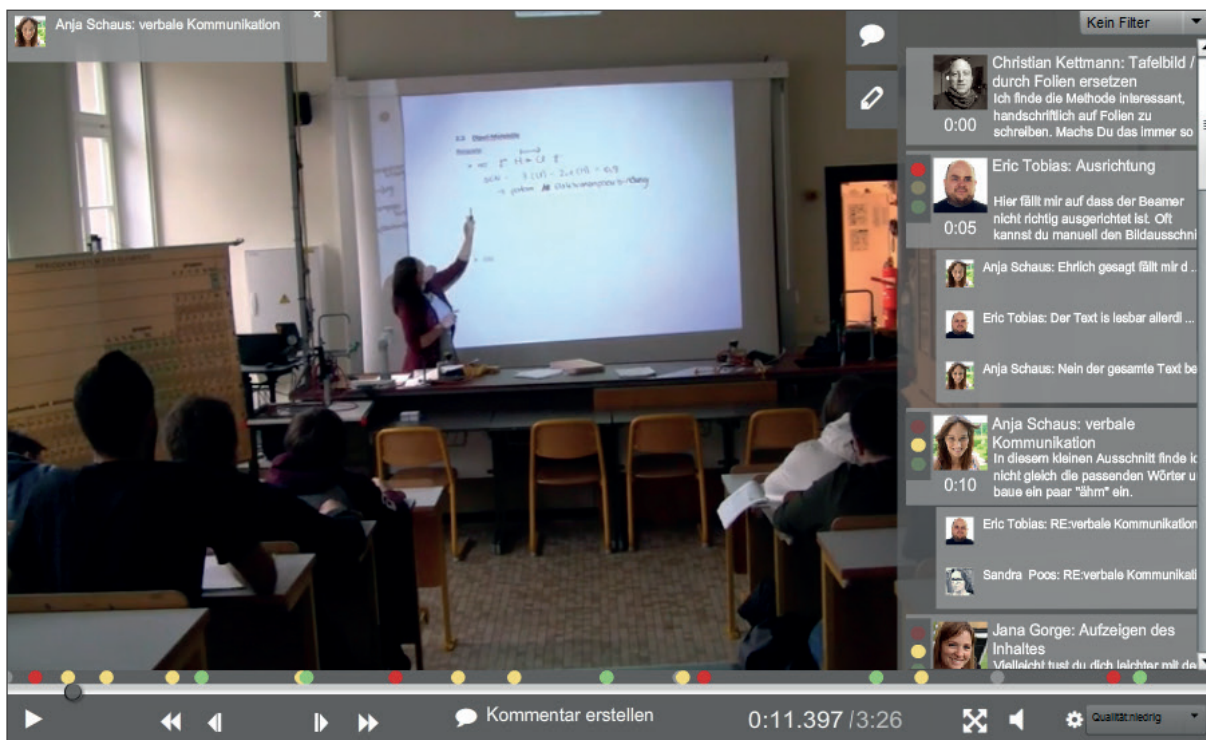 Anja Schaus: verbale Kommunikation
x
Kein Filter
Christian Kettmann: Tafelbild /
durch Folien ersetzen
Ich finde die Methode interessant,
handschriftlich auf Folien zu
schreiben. Machs Du das immer so
0:00
Eric Tobias: Ausrichtung
Hier fällt mir auf dass der Beamer
nicht richtig ausgerichtet ist. Oft
kannst du manuell den Bildausschni
0:05
Anja Schaus: Ehrlich gesagt fällt mir d ...
Eric Tobias: Der Text is lesbar allerdi ...
Anja Schaus: Nein der gesamte Text be
Anja Schaus: verbale
Kommunikation
In diesem kleinen Ausschnitt finde ic
nicht gleich die passenden Wörter u
baue ein paar "ähm" ein.
0:10
Eric Tobias: RE:verbale Kommunikation
Sandra Poos: RE:verbale Kommunikati
Jana Gorge: Aufzeigen des
Inhaltes
Vielleicht tust du dich leichter mit de
PERIODENSYSTEM DER ELEMENTE
Kommentar erstellen
0:11.397 /3:26
Qualität:niedrig